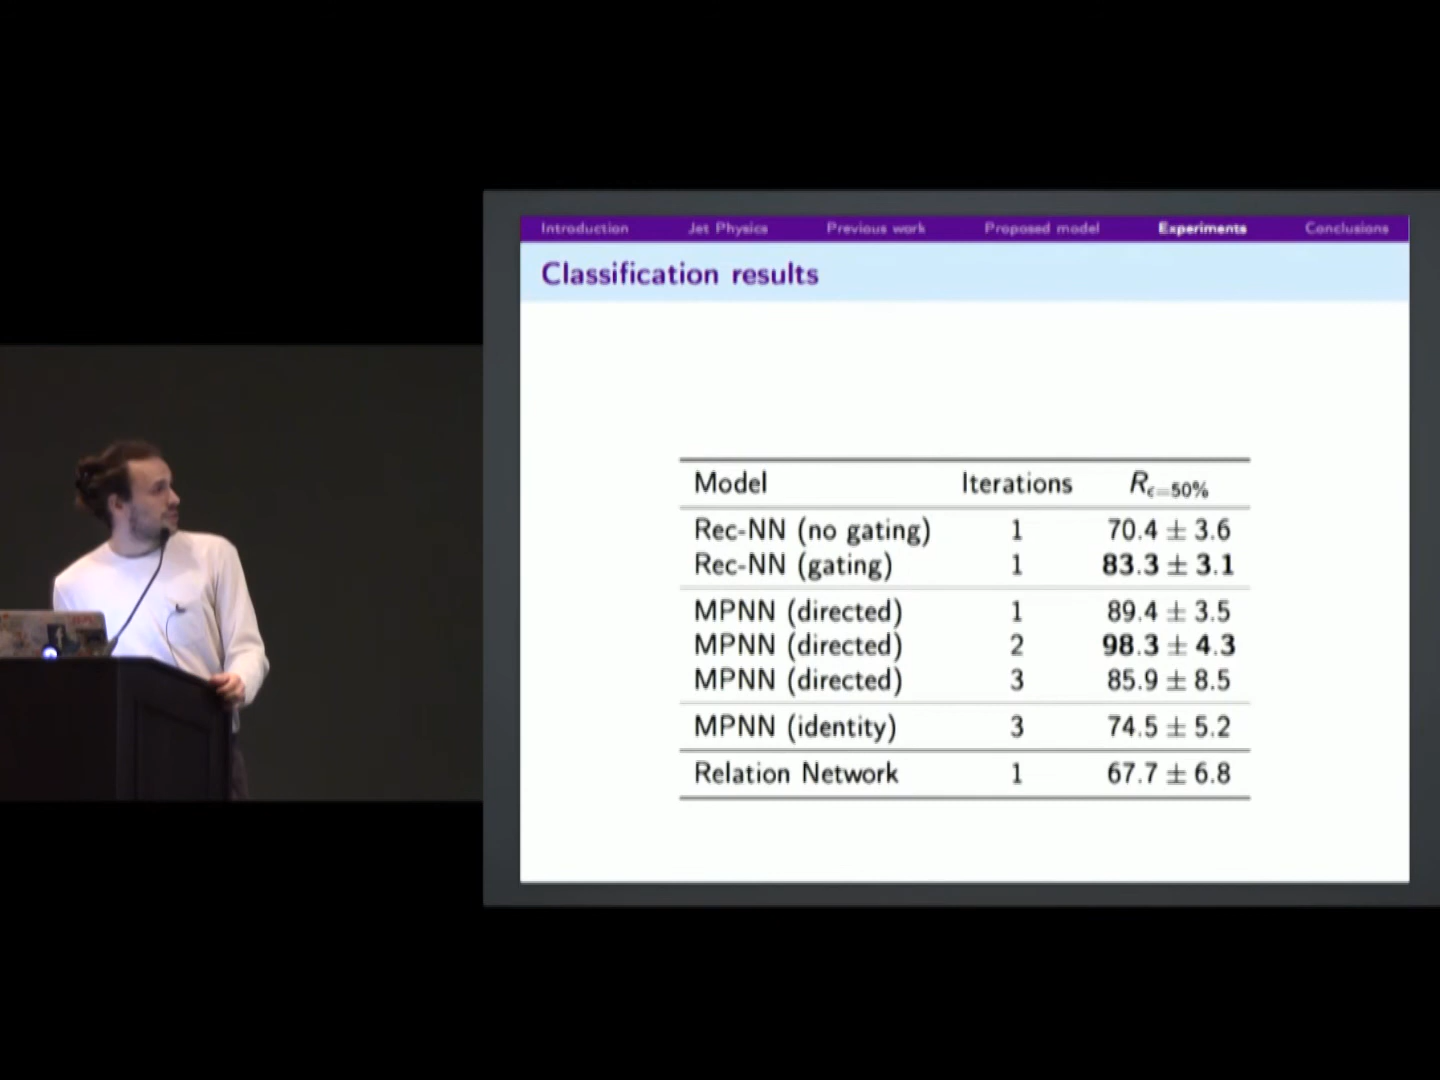 Introduction Jet Physics Previous work Proposed model Experiments Conclusions
Classification results
Model Iterations Rϵ=50%
Rec-NN (no gating) 1 70.4 ± 3.6
Rec-NN (gating) 1 83.3 ± 3.1
MPNN (directed) 1 89.4 ± 3.5
MPNN (directed) 2 98.3 ± 4.3
MPNN (directed) 3 85.9 ± 8.5
MPNN (identity) 3 74.5 ± 5.2
Relation Network 1 67.7 ± 6.8